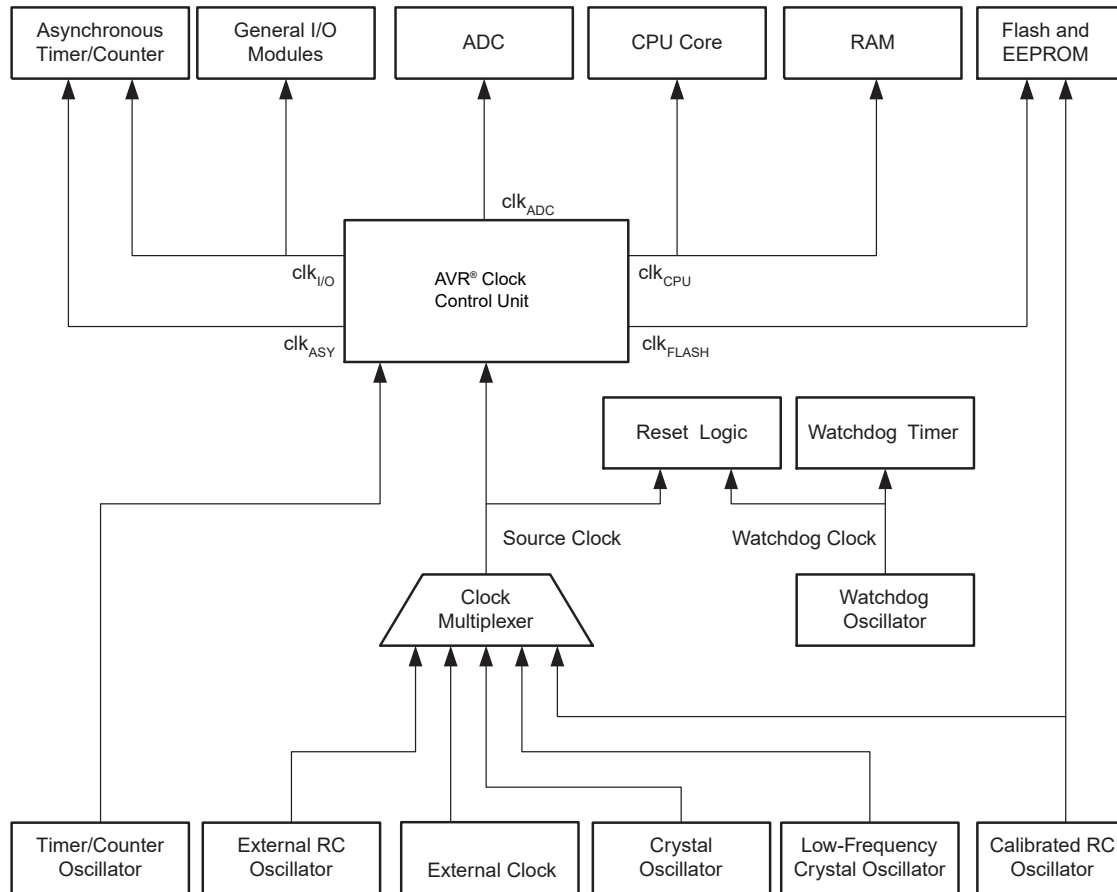 Asynchronous
Timer/Counter
General I/O
Modules
ADC
CPU Core
RAM
Flash and
EEPROM
clkADC
clkI/O
AVR® Clock
Control Unit
clkCPU
clkASY
clkFLASH
Reset Logic
Watchdog Timer
Source Clock
Watchdog Clock
Clock
Multiplexer
Watchdog
Oscillator
Timer/Counter
Oscillator
External RC
Oscillator
External Clock
Crystal
Oscillator
Low-Frequency
Crystal Oscillator
Calibrated RC
Oscillator